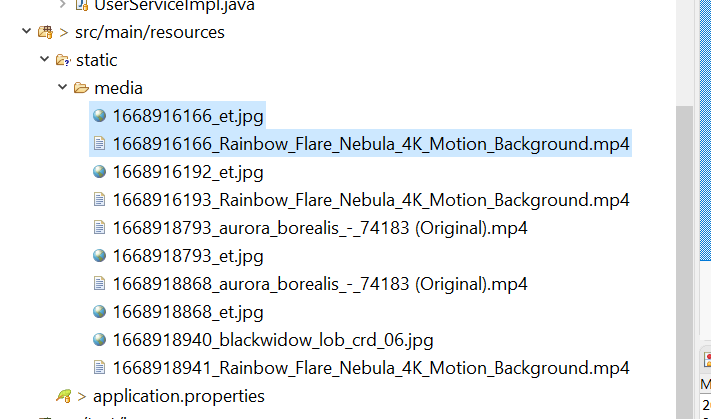 UserServiceImpl.java
src/main/resources
static
media
1668916166_et.jpg
1668916166_Rainbow_Flare_Nebula_4K_Motion_Background.mp4
1668916192_et.jpg
1668916193_Rainbow_Flare_Nebula_4K_Motion_Background.mp4
1668918793_aurora_borealis_-_74183 (Original).mp4
1668918793_et.jpg
1668918868_aurora_borealis_-_74183 (Original).mp4
1668918868_et.jpg
1668918940_blackwidow_lob_crd_06.jpg
1668918941_Rainbow_Flare_Nebula_4K_Motion_Background.mp4
application.properties